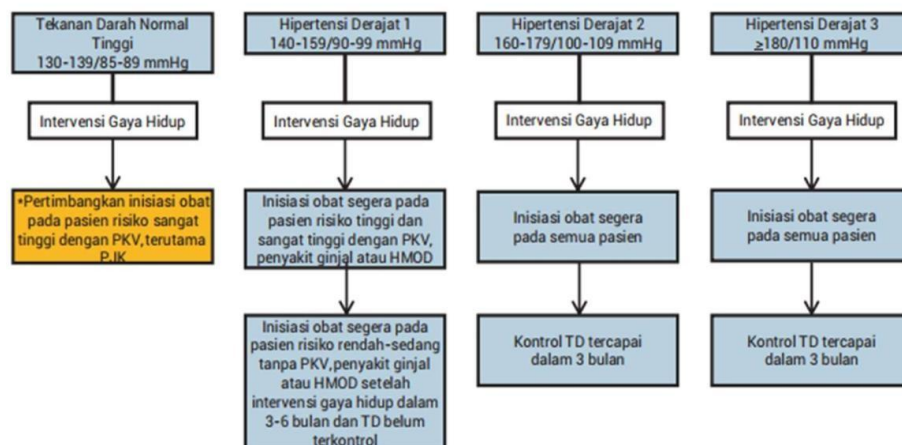 Tekanan Darah Normal
Tinggi
130-139/85-89 mmHg
Intervensi Gaya Hidup
•Pertimbangkan inisiasi obat
pada pasien risiko sangat
tinggi dengan PKV,terutama
PJK
Hipertensi Derajat 1
140-159/90-99 mmHg
Intervensi Gaya Hidup
Inisiasi obat segera pada
pasien risiko tinggi dan
sangat tinggi dengan PKV,
penyakit ginjal atau HMOD
Inisiasi obat segera pada
pasien risiko rendah-sedang
tanpa PKV,penyakit ginjal
atau HMOD setelah
intervensi gaya hidup dalam
3-6 bulan dan TD belum
terkontrol
Hipertensi Derajat 2
160-179/100-109 mmHg
Intervensi Gaya Hidup
Inisiasi obat segera
pada semua pasien
Kontrol TD tercapai
dalam 3 bulan
Hipertensi Derajat 3
≥180/110 mmHg
Intervensi Gaya Hidup
Inisiasi obat segera
pada semua pasien
Kontrol TD tercapai
dalam 3 bulan